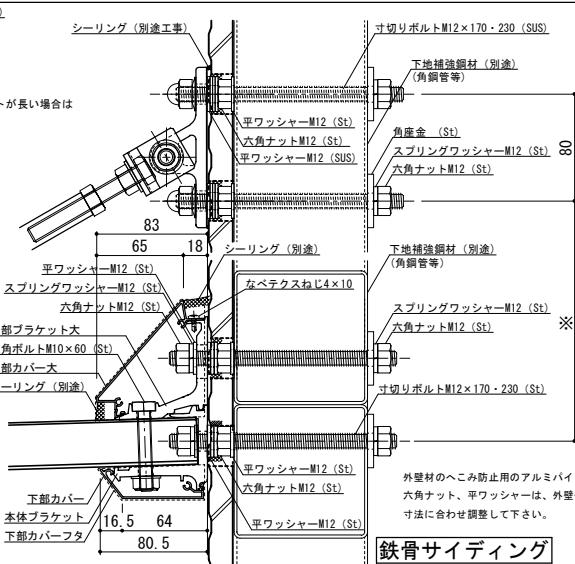 シーリング（別途工事）
寸切りボルトM12×170・230（SUS）
下地補強鋼材（別途）
（角鋼管等）
トが長い場合は
平ワッシャーM12（St）
六角ナットM12（St）
平ワッシャーM12（SUS）
角座金（St）
スプリングワッシャーM12（St）
六角ナットM12（St）
80
83
65
18
シーリング（別途）
下地補強鋼材（別途）
（角鋼管等）
平ワッシャーM12（St）
スプリングワッシャーM12（St）
六角ナットM12（St）
なべテクスねじ4×10
部ブラケット大
角ボルトM10×60（St）
部カバー大
ーリング（別途）
スプリングワッシャーM12（St）
六角ナットM12（St）
※
寸切りボルトM12×170・230（St）
平ワッシャーM12（St）
六角ナットM12（St）
平ワッシャーM12（St）
下部カバー
本体ブラケット
下部カバーフタ
16.5
64
80.5
外壁材のへこみ防止用のアルミパイ
六角ナット、平ワッシャーは、外壁
寸法に合わせ調整して下さい。
鉄骨サイディング